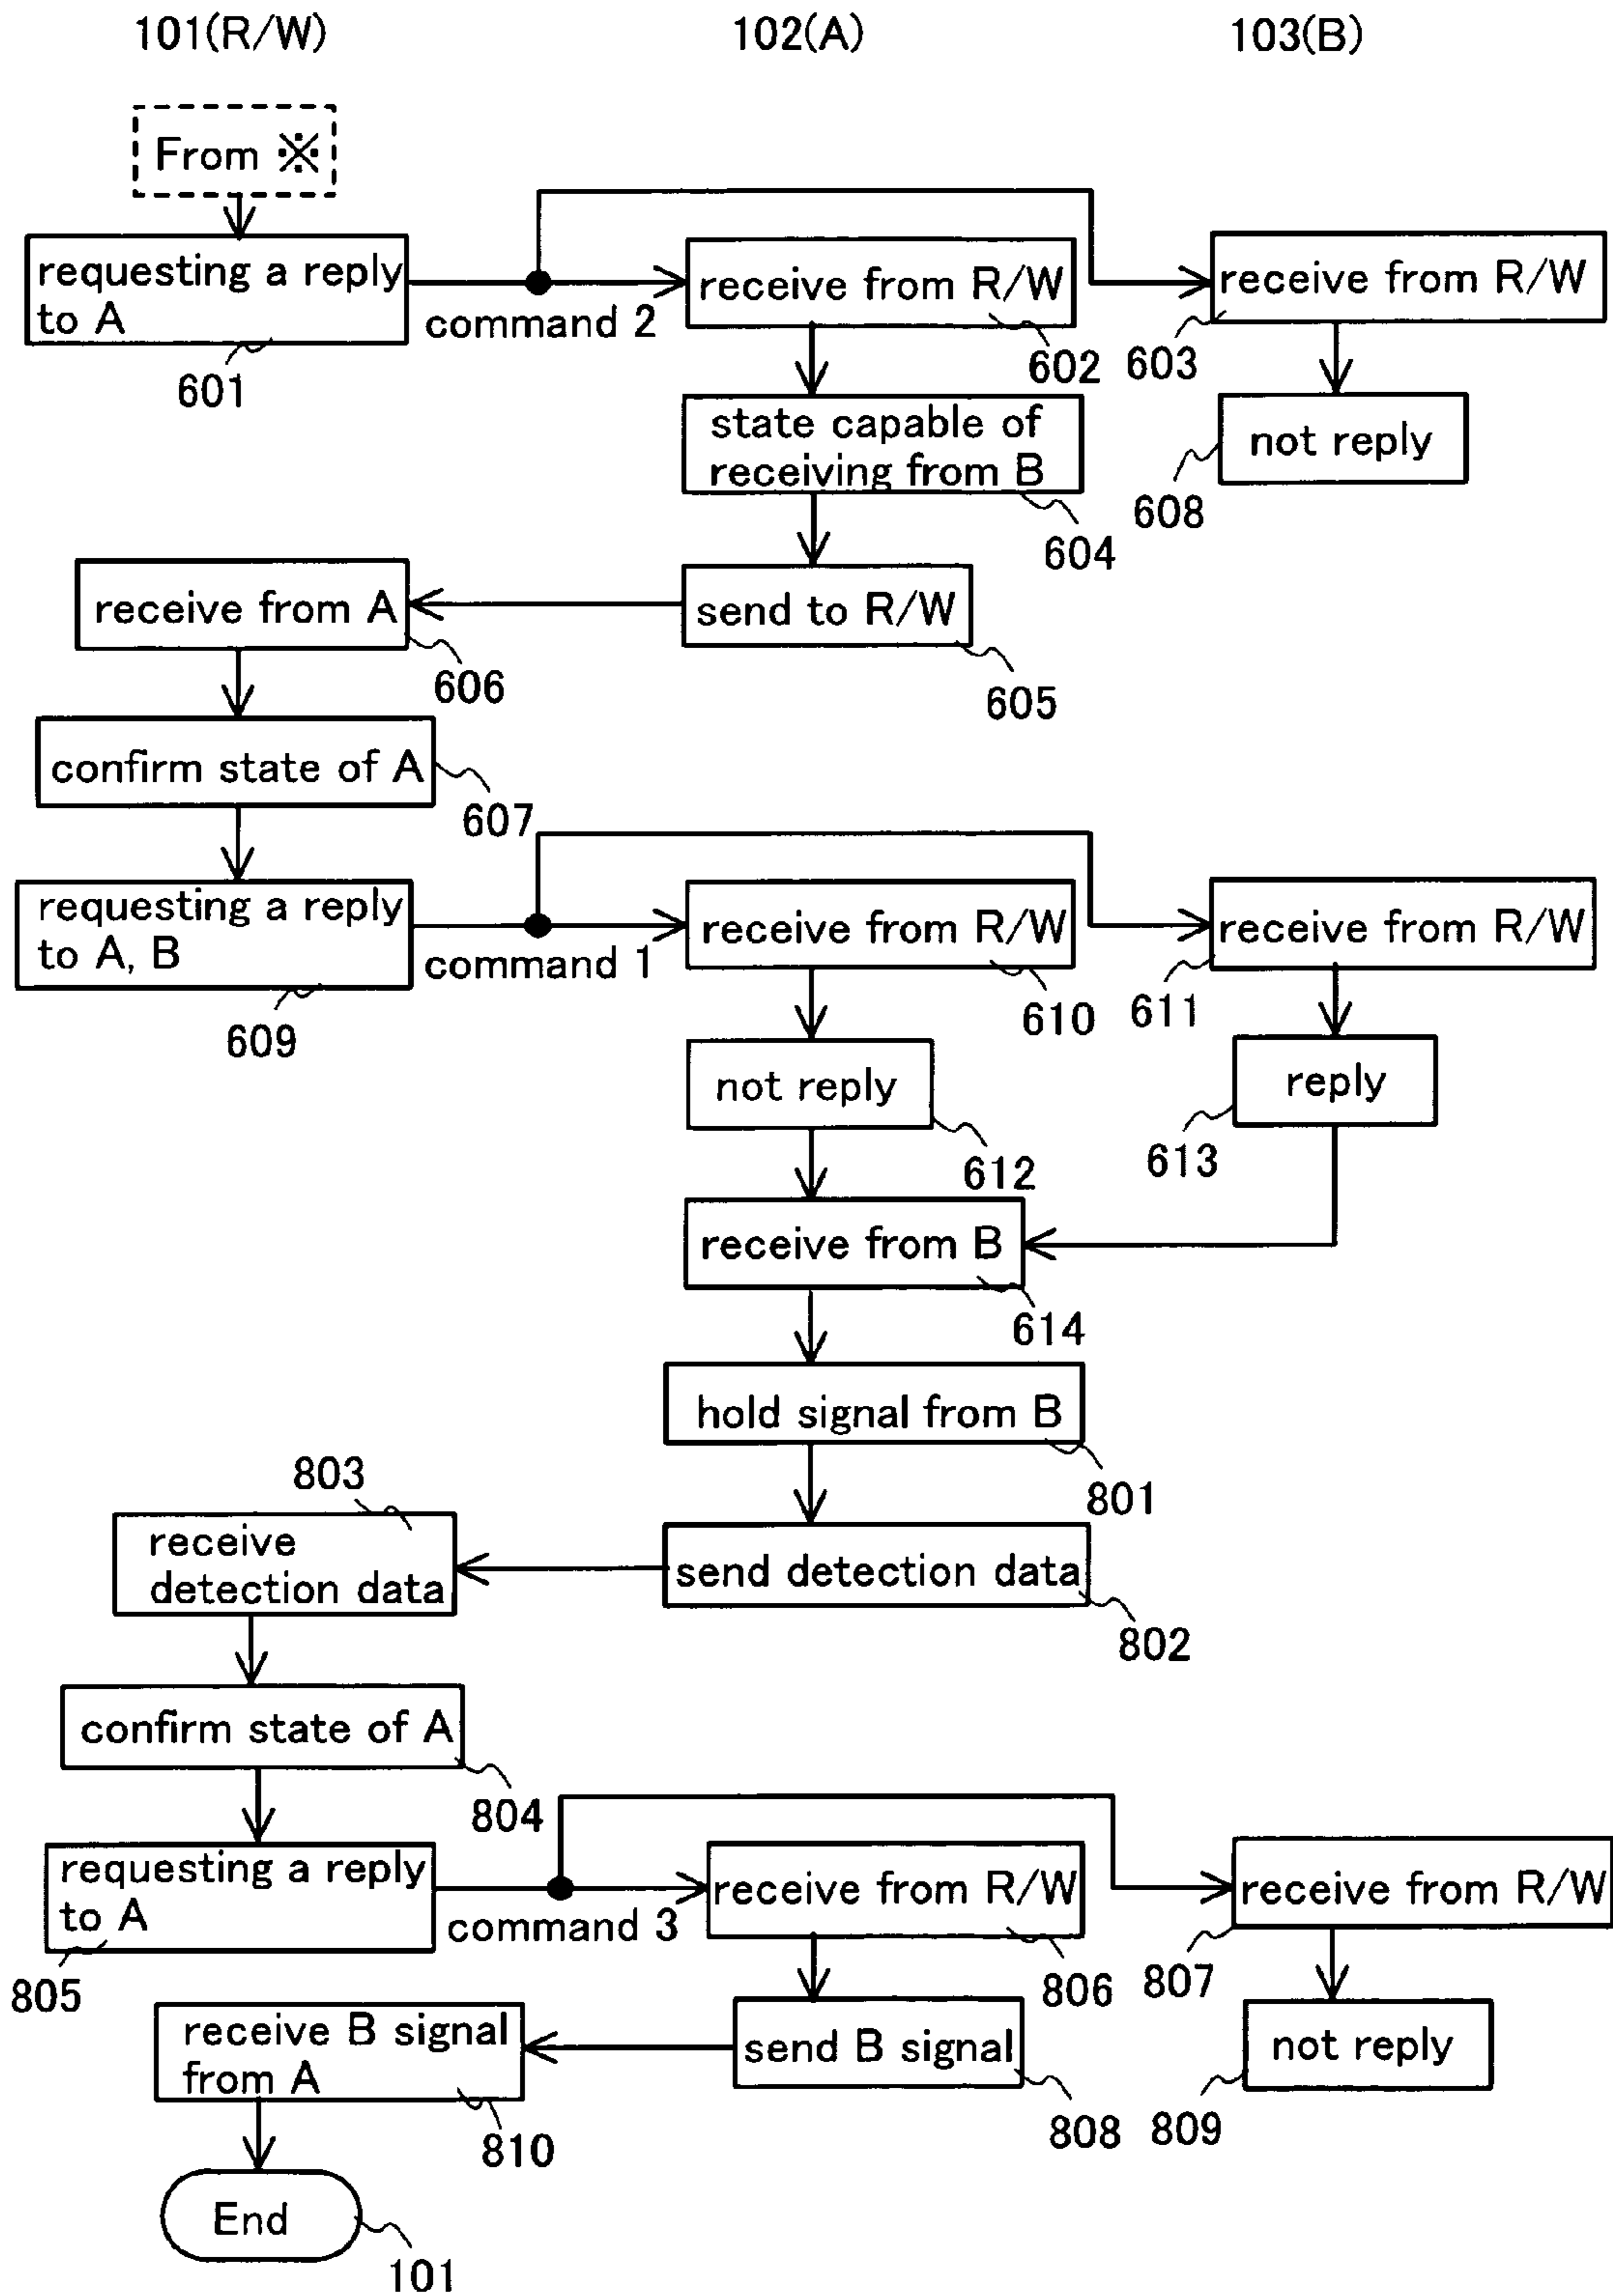 101(R/W)
102(A)
103(B)
From ※
requesting a reply
to A
601
command 2
receive from R/W
602
receive from R/W
603
state capable of
receiving from B
604
not reply
608
receive from A
606
send to R/W
605
confirm state of A
607
requesting a reply
to A, B
609
command 1
receive from R/W
610
receive from R/W
611
not reply
612
reply
613
receive from B
614
hold signal from B
801
803
receive
detection data
send detection data
802
confirm state of A
804
requesting a reply
to A
805
command 3
receive from R/W
806
receive from R/W
807
receive B signal
from A
810
send B signal
808
not reply
809
End
101